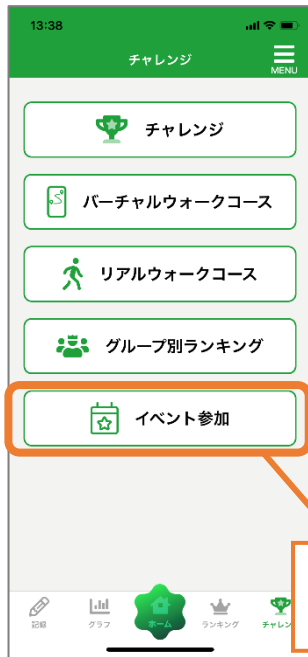 13:38
チャレンジ
MENU
チャレンジ
バーチャルウォークコース
リアルウォークコース
グループ別ランキング
イベント参加
記録 グラフ ホーム ランキング チャレン